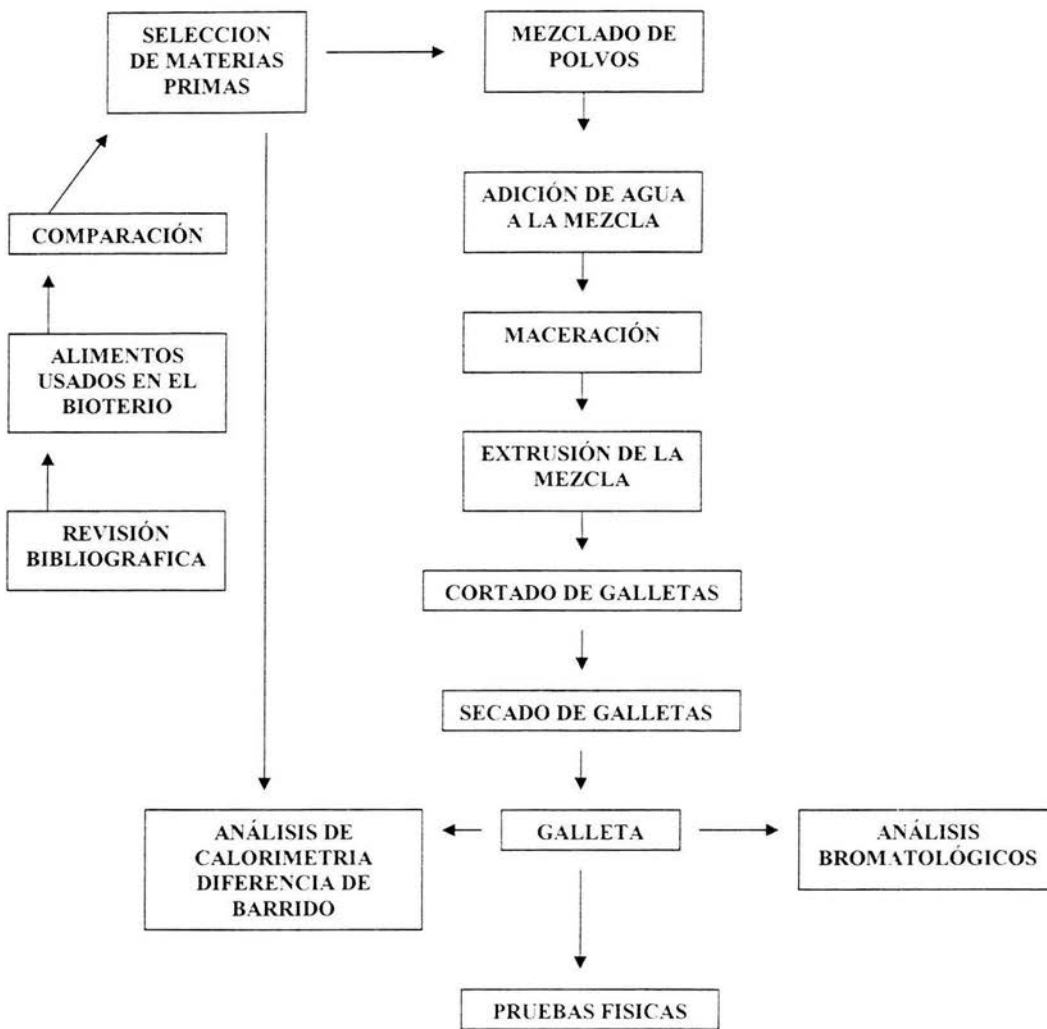 SELECCION
DE MATERIAS
PRIMAS
MEZCLADO DE
POLVOS
ADICIÓN DE AGUA
A LA MEZCLA
COMPARACIÓN
MACERACIÓN
ALIMENTOS
USADOS EN EL
BIOTERIO
EXTRUSIÓN DE LA
MEZCLA
REVISIÓN
BIBLIOGRAFICA
CORTADO DE GALLETAS
SECADO DE GALLETAS
ANÁLISIS DE
CALORIMETRIA
DIFERENCIA DE
BARRIDO
GALLETA
ANÁLISIS
BROMATOLÓGICOS
PRUEBAS FISICAS